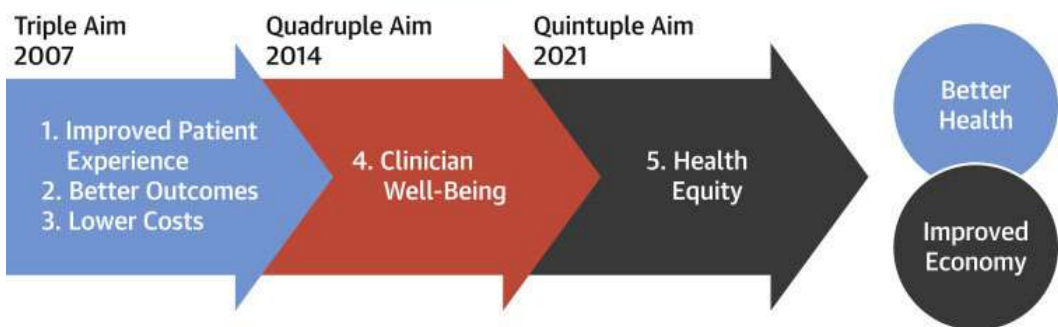 Triple Aim
2007
Quadruple Aim
2014
Quintuple Aim
2021
1. Improved Patient
Experience
2. Better Outcomes
3. Lower Costs
4. Clinician
Well-Being
5. Health
Equity
Better
Health
Improved
Economy